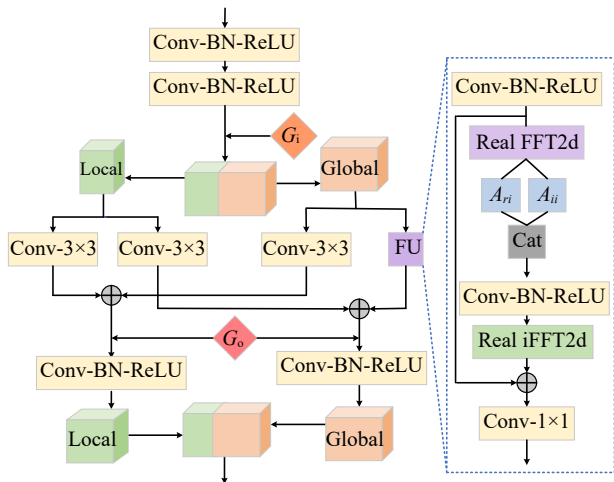 Conv-BN-ReLU
Conv-BN-ReLU
Gi
Local
Global
Conv-3×3
Conv-3×3
Conv-3×3
FU
Go
Conv-BN-ReLU
Conv-BN-ReLU
Local
Global
Conv-BN-ReLU
Real FFT2d
Ari
Aii
Cat
Conv-BN-ReLU
Real iFFT2d
Conv-1×1